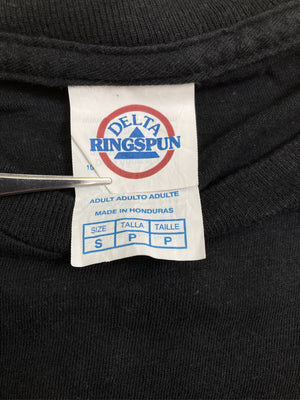 DELTA
RINGSPUN
ADULT ADULTO ADULTE
MADE IN HONDURAS
SIZE TALLA TAILLE
S P P